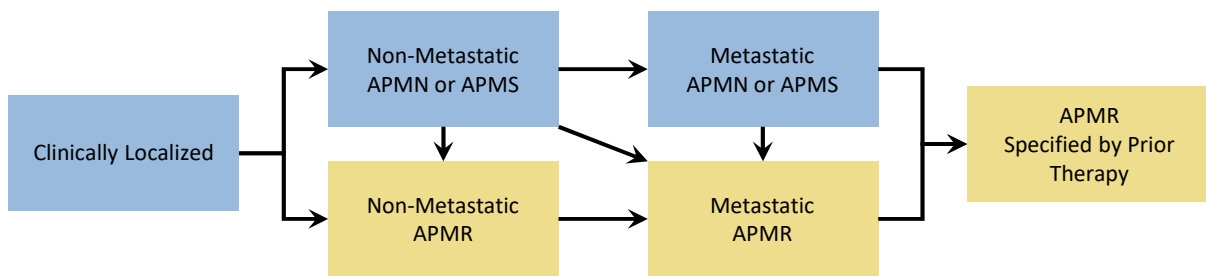 Clinically Localized
Non-Metastatic
APMN or APMS
Metastatic
APMN or APMS
Non-Metastatic
APMR
Metastatic
APMR
APMR
Specified by Prior
Therapy